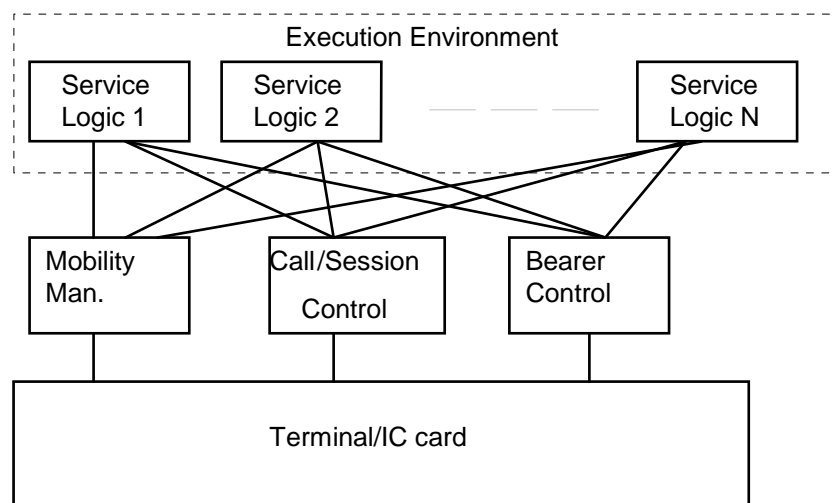 Execution Environment
Service
Logic 1
Service
Logic 2
Service
Logic N
Mobility
Man.
Call/Session
Control
Bearer
Control
Terminal/IC card